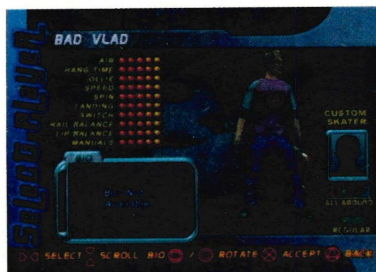 Select Player
BAD VLAD
AIR
HANG TIME
OLLIE
SPEED
SPIN
LANDING
SWITCH
RAIL BALANCE
LIP BALANCE
MANUALS
BIO
CUSTOM
SKATER
ALL AROUND
REGULAR
SELECT SCROLL BIO / ROTATE ACCEPT BACK